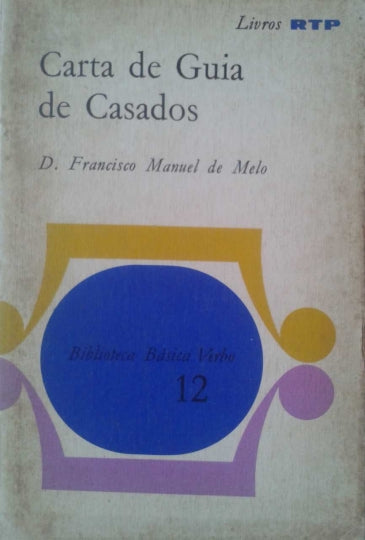 Livros RTP
Carta de Guia
de Casados
D. Francisco Manuel de Melo
Biblioteca Básica Verbo
12